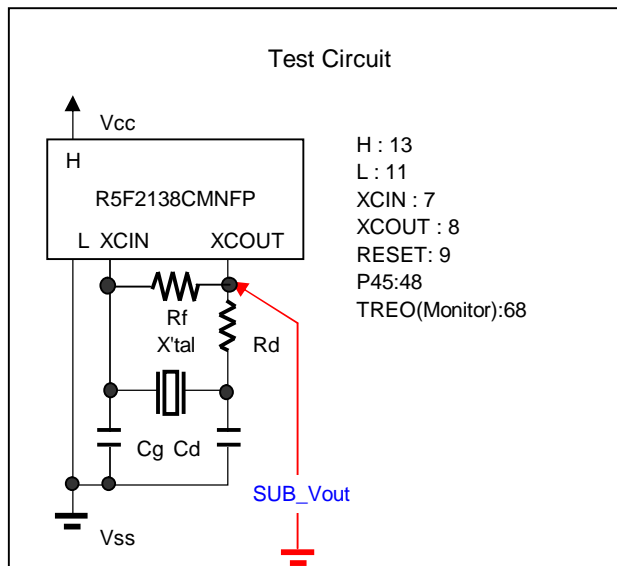 Test Circuit
Vcc
H
R5F2138CMNFP
L XCIN XCOUT
Rf
X'tal
Rd
Cg Cd
SUB_Vout
Vss
H : 13
L : 11
XCIN : 7
XCOUT : 8
RESET: 9
P45:48
TREO(Monitor):68